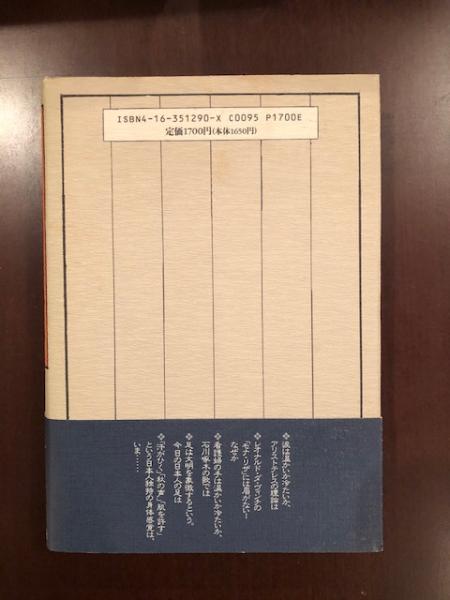 ISBN4-16-351290-X C0095 P1700E
定価1700円(本体1650円)
❖涙は温かいか冷たいか、
アリストテレスの理論は
❖レオナルド・ダ・ヴィンチの
「モナ・リザ」には眉がない!
なぜか
❖看護婦の手は温かいか冷たいか、
石川啄木の歌では
❖足は文明を象徴するという。
今日の日本人の足は
❖「汗がひく」「秋の声」「肌を許す」
という日本人独特の身体感覚は、
いま……